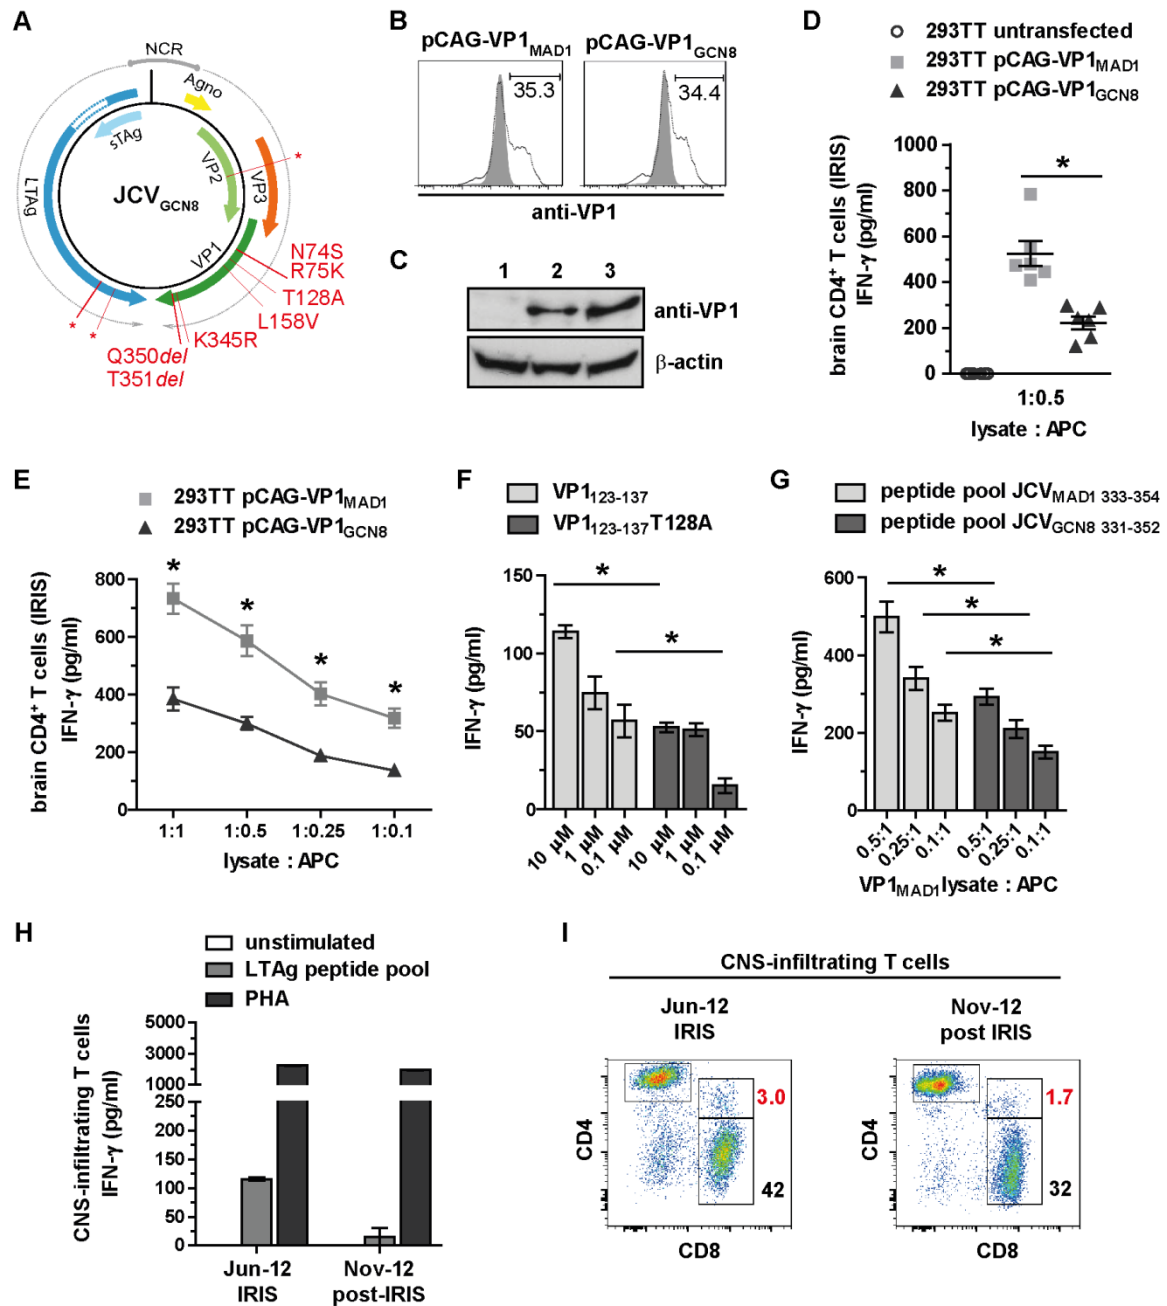 A
NCR
Agno
sTAg
LTAg
VP2
VP3
VP1
JCV GCN8
*
*
*
N74S
R75K
T128A
L158V
K345R
Q350del
T351del
B
pCAG-VP1MAD1
pCAG-VP1GCN8
35.3
34.4
anti-VP1
C
1 2 3
anti-VP1
β-actin
D
293TT untransfected
293TT pCAG-VP1MAD1
293TT pCAG-VP1GCN8
brain CD4+ T cells (IRIS)
IFN-γ (pg/ml)
1000
800
600
400
200
0
*
1:0.5
lysate : APC
E
293TT pCAG-VP1MAD1
293TT pCAG-VP1GCN8
brain CD4+ T cells (IRIS)
IFN-γ (pg/ml)
800
600
400
200
0
* * * *
1:1 1:0.5 1:0.25 1:0.1
lysate : APC
F
VP1123-137
VP1123-137T128A
IFN-γ (pg/ml)
150
100
50
0
*
*
10 μM 1 μM 0.1 μM 10 μM 1 μM 0.1 μM
G
peptide pool JCVMAD1 333-354
peptide pool JCVGCN8 331-352
IFN-γ (pg/ml)
600
400
200
0
*
*
*
0.5:1 0.25:1 0.1:1 0.5:1 0.25:1 0.1:1
VP1MAD1 lysate : APC
H
unstimulated
LTAg peptide pool
PHA
CNS-infiltrating T cells
IFN-γ (pg/ml)
5000
3000
1000
250
200
150
100
50
0
Jun-12
IRIS
Nov-12
post-IRIS
I
CNS-infiltrating T cells
Jun-12
IRIS
Nov-12
post IRIS
CD4
3.0
42
CD8
CD4
1.7
32
CD8